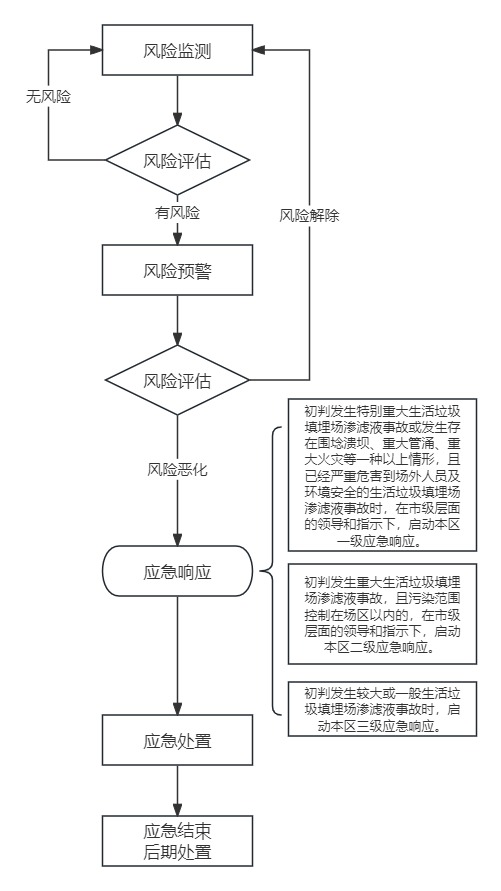 风险监测
无风险
风险评估
有风险
风险解除
风险预警
风险评估
风险恶化
初判发生特别重大生活垃圾
填埋场渗滤液事故或发生存
在围埝溃坝、重大管涌、重
大火灾等一种以上情形，且
已经严重危害到场外人员及
环境安全的生活垃圾填埋场
渗滤液事故时，在市级层面
的领导和指示下，启动本区
一级应急响应。
应急响应
初判发生重大生活垃圾填埋
场渗滤液事故，且污染范围
控制在场区以内的，在市级
层面的领导和指示下，启动
本区二级应急响应。
初判发生较大或一般生活垃
圾填埋场渗滤液事故时，启
动本区三级应急响应。
应急处置
应急结束
后期处置